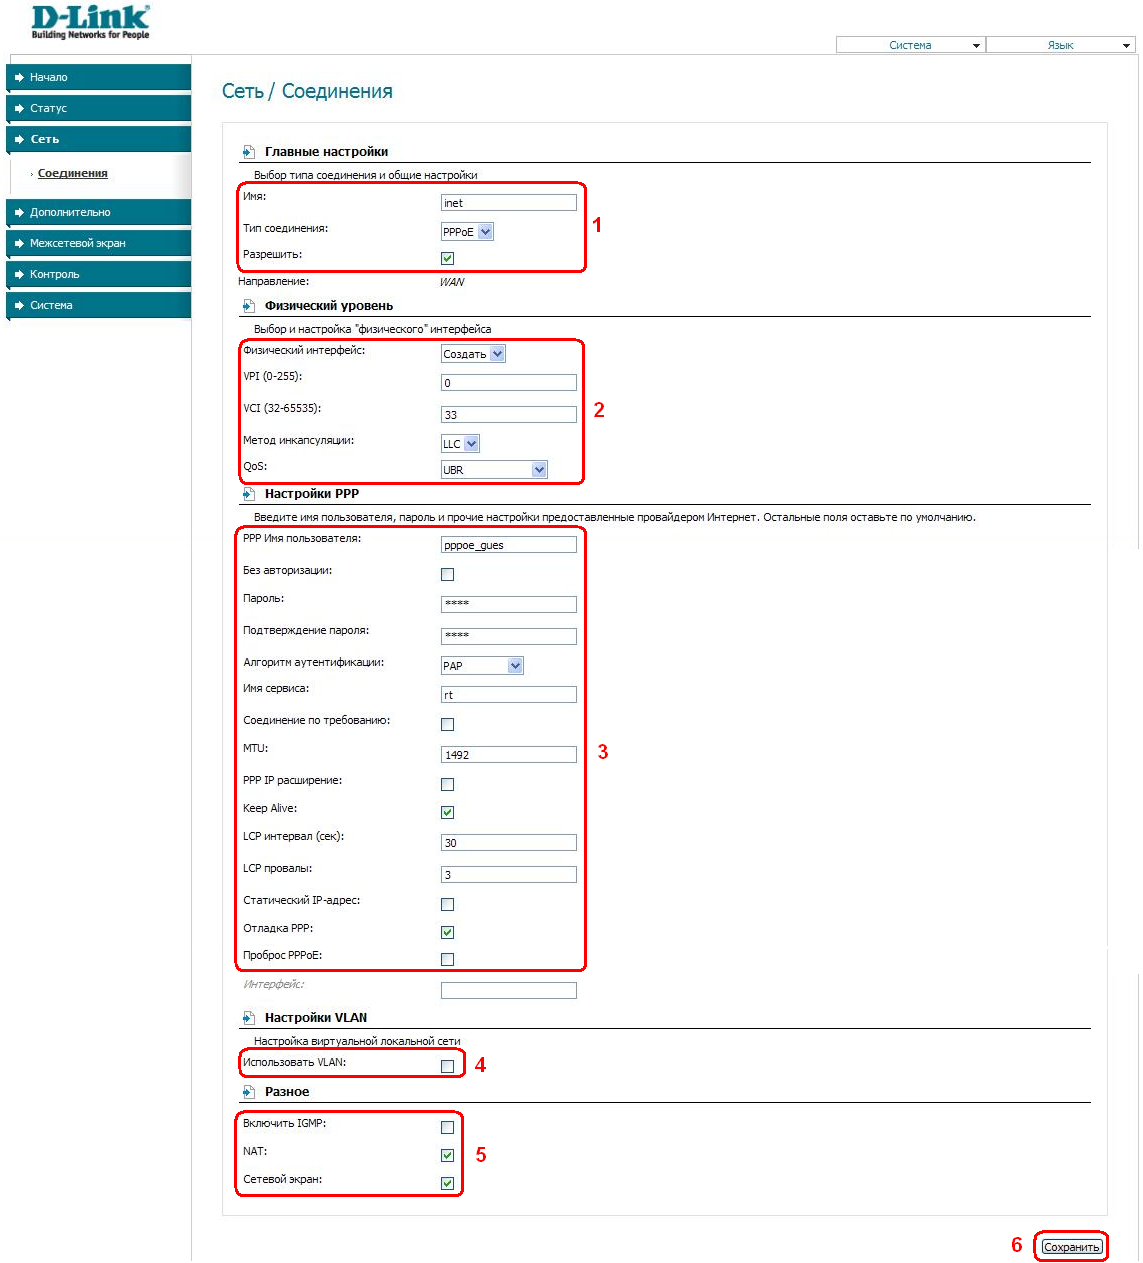 D-Link
Building Networks for People
Система
Язык
Начало
Статус
Сеть
Соединения
Дополнительно
Межсетевой экран
Контроль
Система
Сеть / Соединения
Главные настройки
Выбор типа соединения и общие настройки
Имя: inet
Тип соединения: PPPoE
1
Разрешить:
Направление: WAN
Физический уровень
Выбор и настройка "физического" интерфейса
Физический интерфейс: Создать
VPI (0-255): 0
VCI (32-65535): 33
2
Метод инкапсуляции: LLC
QoS: UBR
Настройки PPP
Введите имя пользователя, пароль и прочие настройки предоставленные провайдером Интернет. Остальные поля оставьте по умолчанию.
PPP Имя пользователя: pppoe_gues
Без авторизации:
Пароль: ****
Подтверждение пароля: ****
Алгоритм аутентификации: PAP
Имя сервиса: rt
Соединение по требованию:
MTU: 1492
3
PPP IP расширение:
Keep Alive:
LCP интервал (сек): 30
LCP провалы: 3
Статический IP-адрес:
Отладка PPP:
Проброс PPPoE:
Интерфейс:
Настройки VLAN
Настройка виртуальной локальной сети
Использовать VLAN:
4
Разное
Включить IGMP:
NAT:
5
Сетевой экран:
6
Сохранить